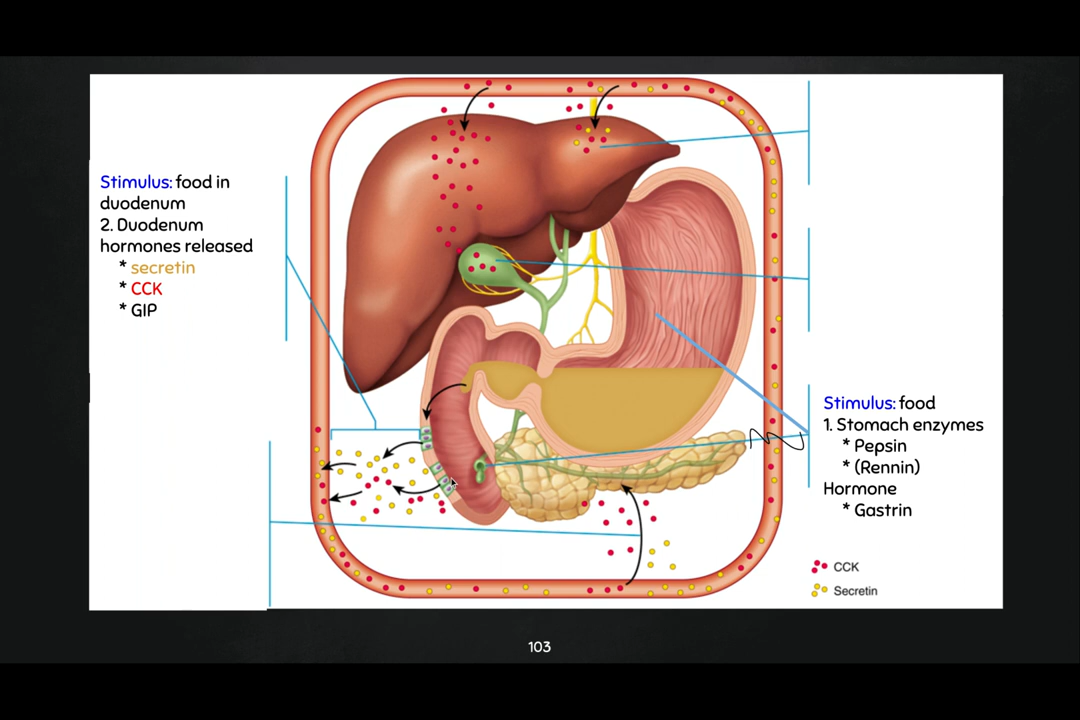 Stimulus: food in
duodenum
2. Duodenum
hormones released
* secretin
* CCK
* GIP
Stimulus: food
1. Stomach enzymes
* Pepsin
* (Rennin)
Hormone
* Gastrin
CCK
Secretin
103